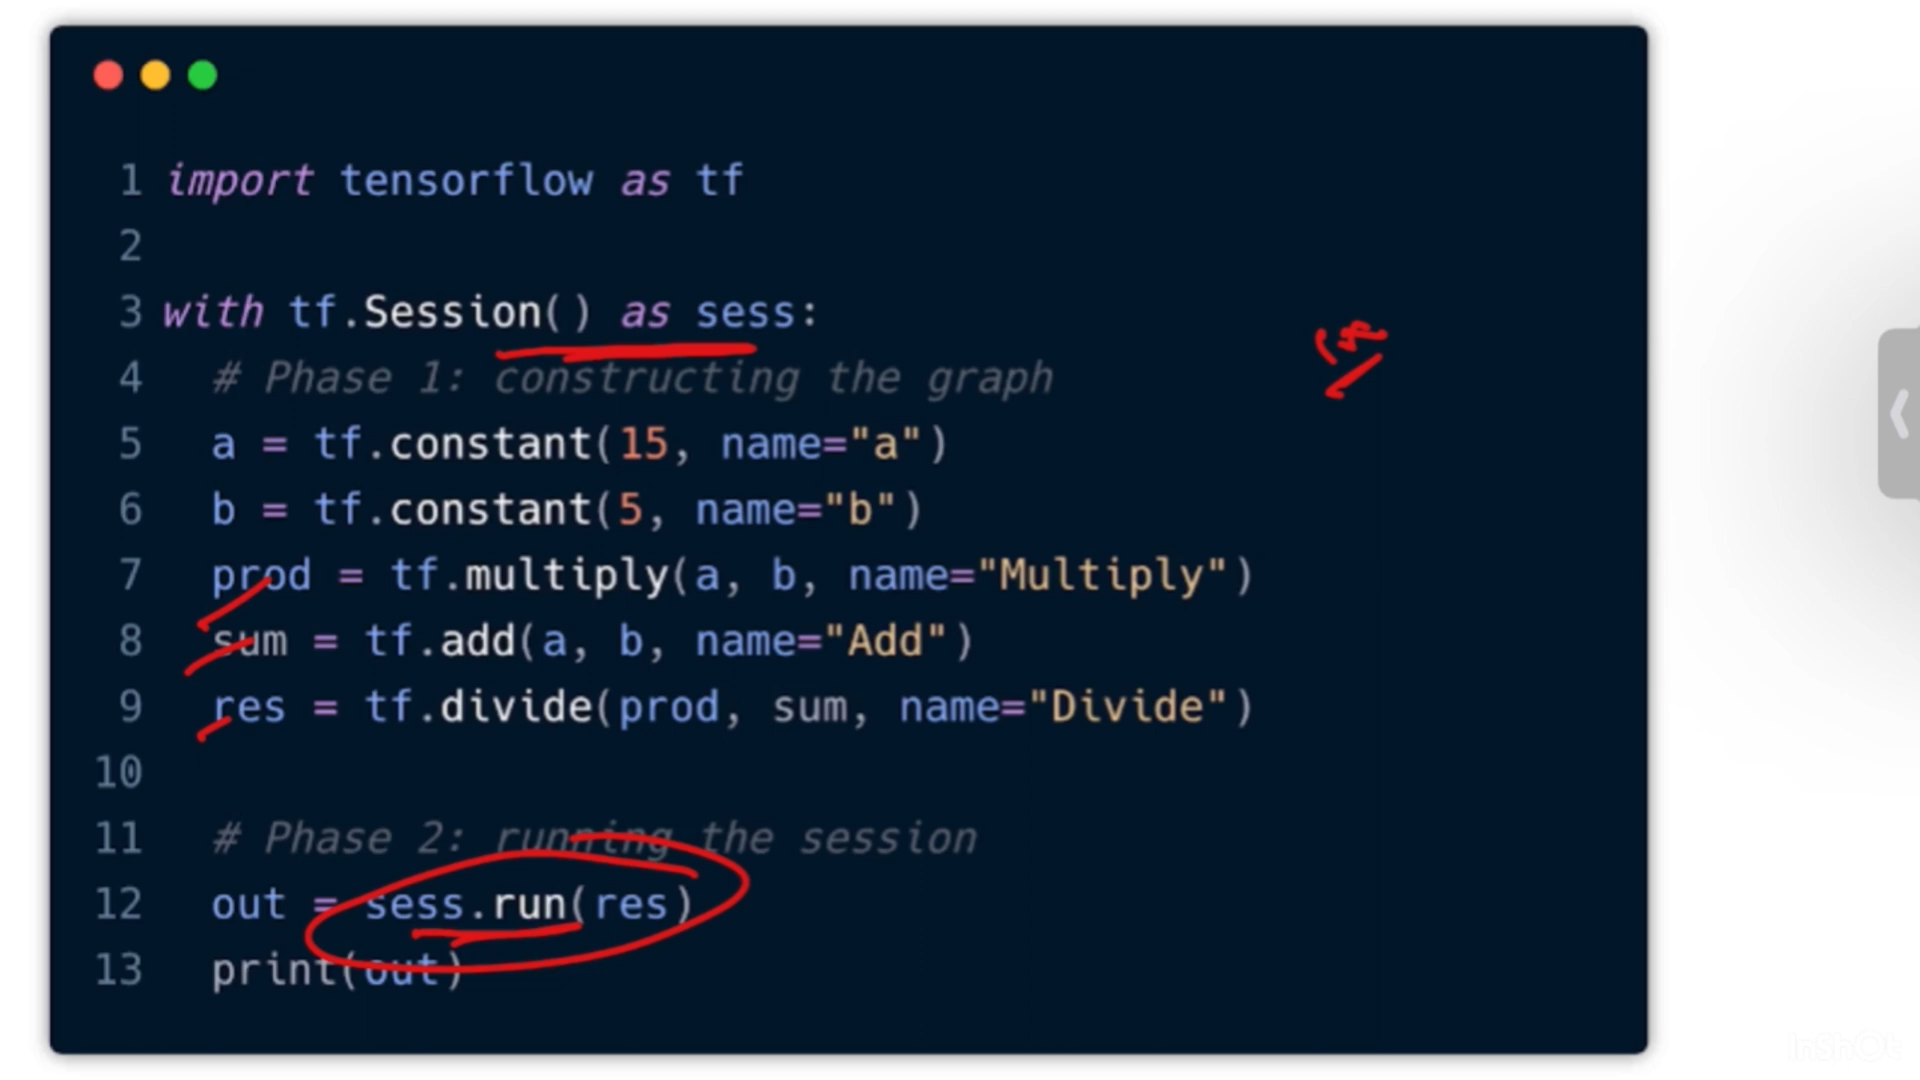 1 import tensorflow as tf
2
3 with tf.Session() as sess:
4 # Phase 1: constructing the graph
5 a = tf.constant(15, name="a")
6 b = tf.constant(5, name="b")
7 prod = tf.multiply(a, b, name="Multiply")
8 sum = tf.add(a, b, name="Add")
9 res = tf.divide(prod, sum, name="Divide")
10
11 # Phase 2: running the session
12 out = sess.run(res)
13 print(out)
InShOt